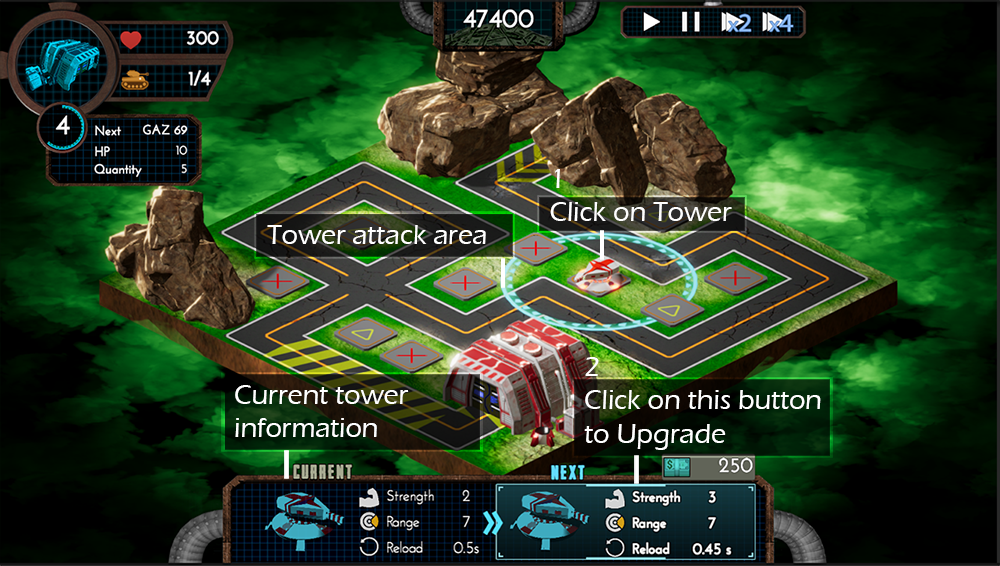 47400
x2
x4
300
1/4
4
Next GAZ 69
HP 10
Quantity 5
1
Click on Tower
Tower attack area
2
Click on this button
to Upgrade
Current tower
information
CURRENT
NEXT
$
250
Strength 2
Range 7
Reload 0.5s
Strength 3
Range 7
Reload 0.45 s